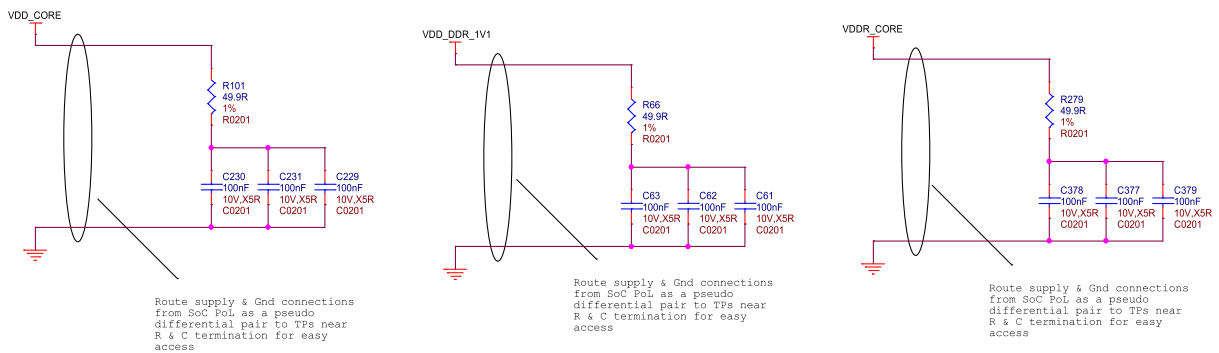 VDD_CORE
R101
49.9R
1%
R0201
C230
100nF
10V,X5R
C0201
C231
100nF
10V,X5R
C0201
C229
100nF
10V,X5R
C0201
Route supply & Gnd connections
from SoC PoL as a pseudo
differential pair to TPs near
R & C termination for easy
access
VDD_DDR_1V1
R66
49.9R
1%
R0201
C63
100nF
10V,X5R
C0201
C62
100nF
10V,X5R
C0201
C61
100nF
10V,X5R
C0201
Route supply & Gnd connections
from SoC PoL as a pseudo
differential pair to TPs near
R & C termination for easy
access
VDDR_CORE
R279
49.9R
1%
R0201
C378
100nF
10V,X5R
C0201
C377
100nF
10V,X5R
C0201
C379
100nF
10V,X5R
C0201
Route supply & Gnd connections
from SoC PoL as a pseudo
differential pair to TPs near
R & C termination for easy
access